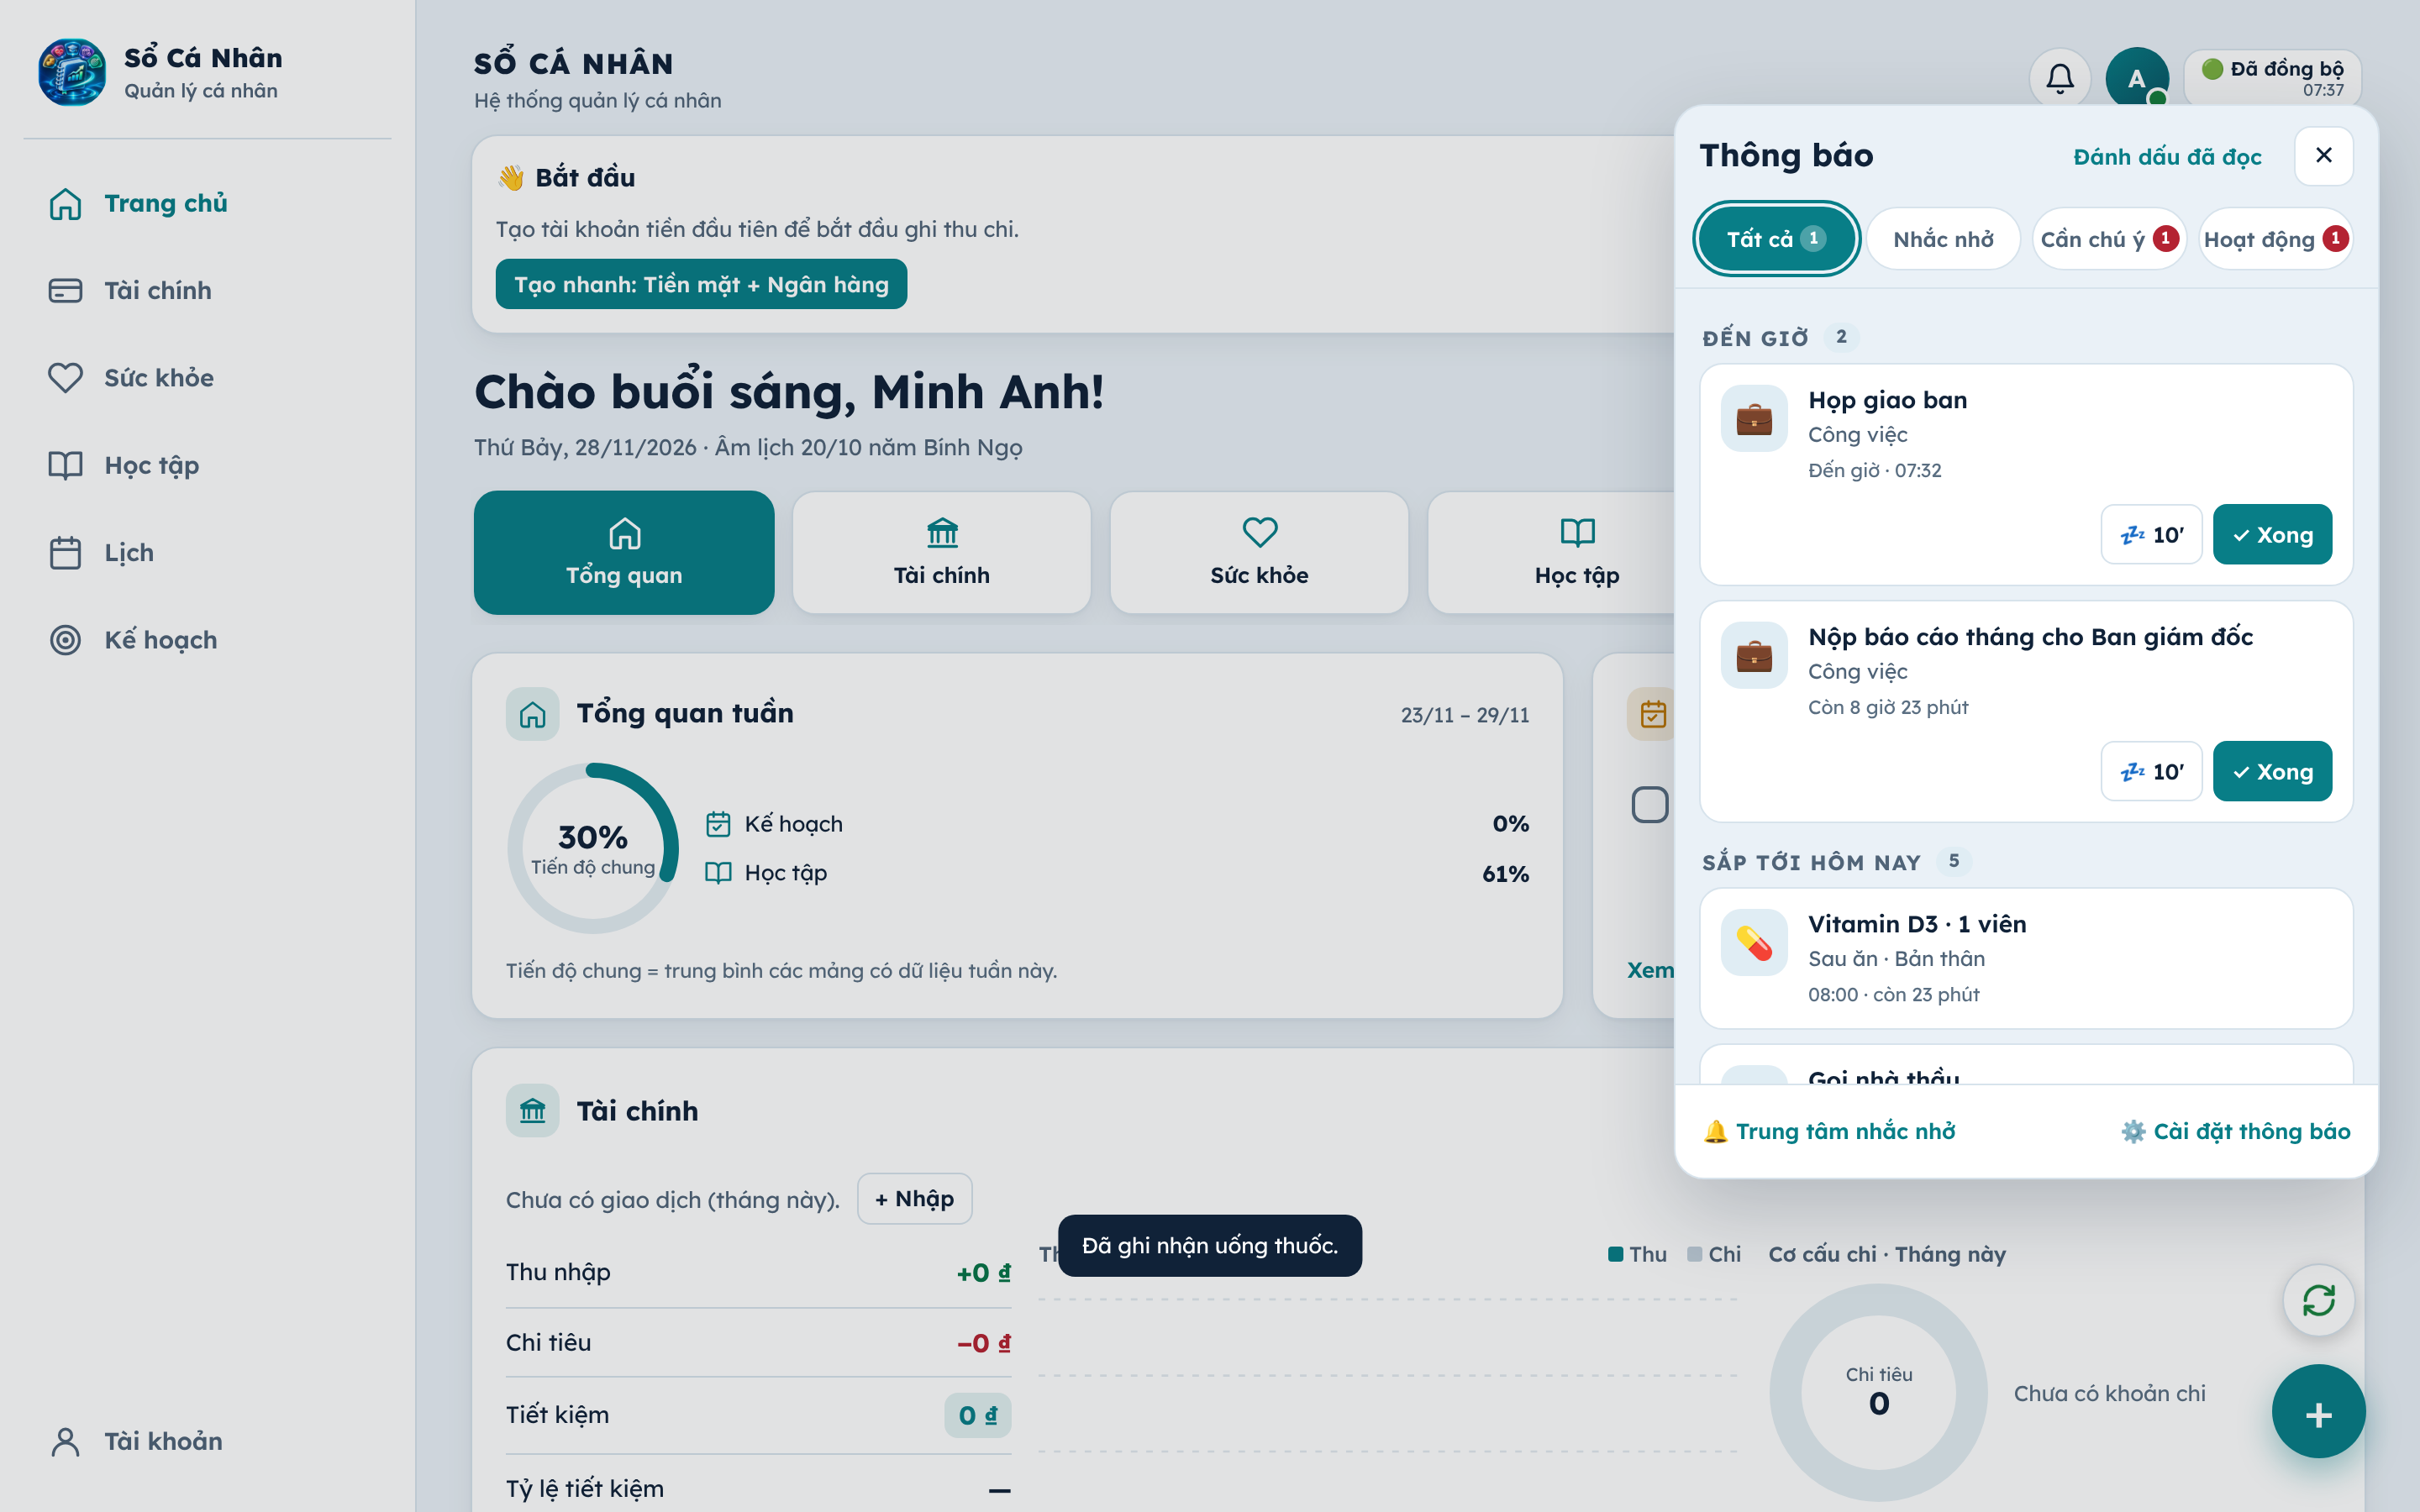 Sổ Cá Nhân
Quản lý cá nhân
Trang chủ
Tài chính
Sức khỏe
Học tập
Lịch
Kế hoạch
Tài khoản
SỔ CÁ NHÂN
Hệ thống quản lý cá nhân
A
Đã đồng bộ
07:37
👋 Bắt đầu
Tạo tài khoản tiền đầu tiên để bắt đầu ghi thu chi.
Tạo nhanh: Tiền mặt + Ngân hàng
Chào buổi sáng, Minh Anh!
Thứ Bảy, 28/11/2026 · Âm lịch 20/10 năm Bính Ngọ
Tổng quan
Tài chính
Sức khỏe
Học tập
Tổng quan tuần
23/11 – 29/11
30%
Tiến độ chung
Kế hoạch
0%
Học tập
61%
Tiến độ chung = trung bình các mảng có dữ liệu tuần này.
Xem
Tài chính
Chưa có giao dịch (tháng này).
+ Nhập
Thu nhập
+0 ₫
Chi tiêu
−0 ₫
Tiết kiệm
0 ₫
Tỷ lệ tiết kiệm
—
Đã ghi nhận uống thuốc.
Thu
Chi
Cơ cấu chi · Tháng này
Chi tiêu
0
Chưa có khoản chi
+
Thông báo
Đánh dấu đã đọc
✕
Tất cả 1
Nhắc nhở
Cần chú ý 1
Hoạt động 1
ĐẾN GIỜ 2
Họp giao ban
Công việc
Đến giờ · 07:32
💤 10'
✓ Xong
Nộp báo cáo tháng cho Ban giám đốc
Công việc
Còn 8 giờ 23 phút
💤 10'
✓ Xong
SẮP TỚI HÔM NAY 5
Vitamin D3 · 1 viên
Sau ăn · Bản thân
08:00 · còn 23 phút
Gọi nhà thầu
🔔 Trung tâm nhắc nhở
⚙️ Cài đặt thông báo